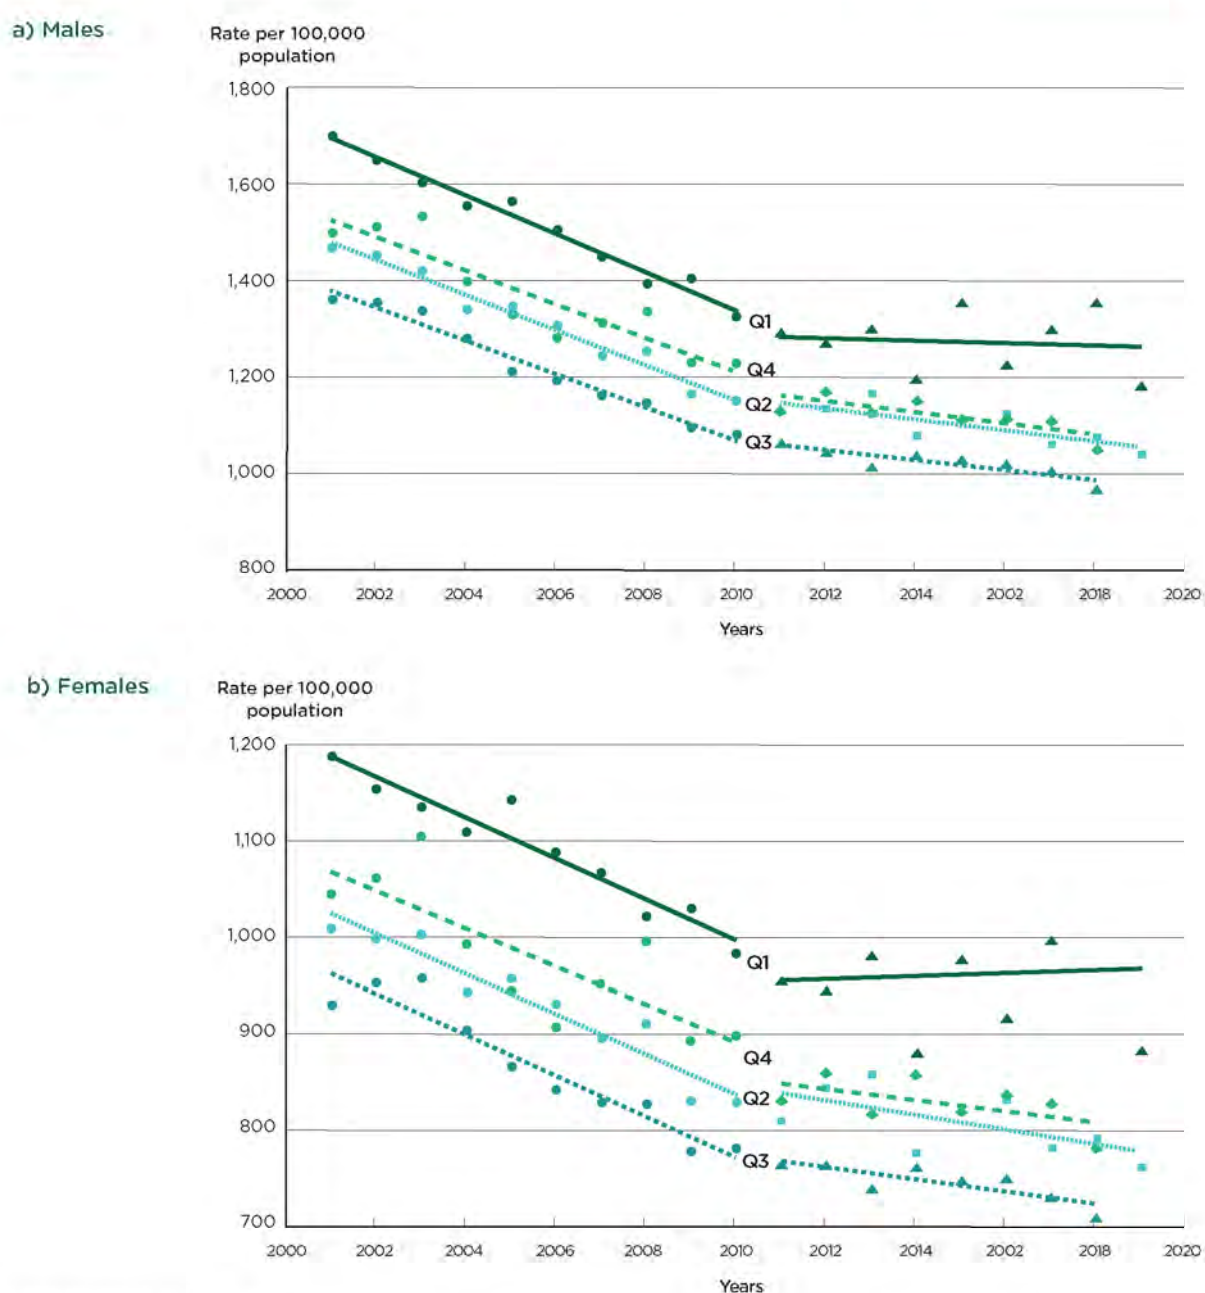 a) Males
Rate per 100,000
population
1,800
1,600
1,400
1,200
1,000
800
Q1
Q4
Q2
Q3
2000 2002 2004 2006 2008 2010 2012 2014 2002 2018 2020
Years
b) Females
Rate per 100,000
population
1,200
1,100
1,000
900
800
700
Q1
Q4
Q2
Q3
2000 2002 2004 2006 2008 2010 2012 2014 2002 2018 2020
Years